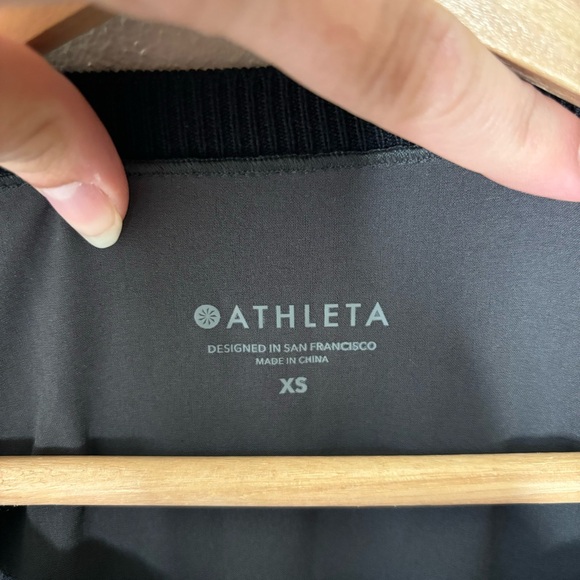 ATHLETA
DESIGNED IN SAN FRANCISCO
MADE IN CHINA
XS